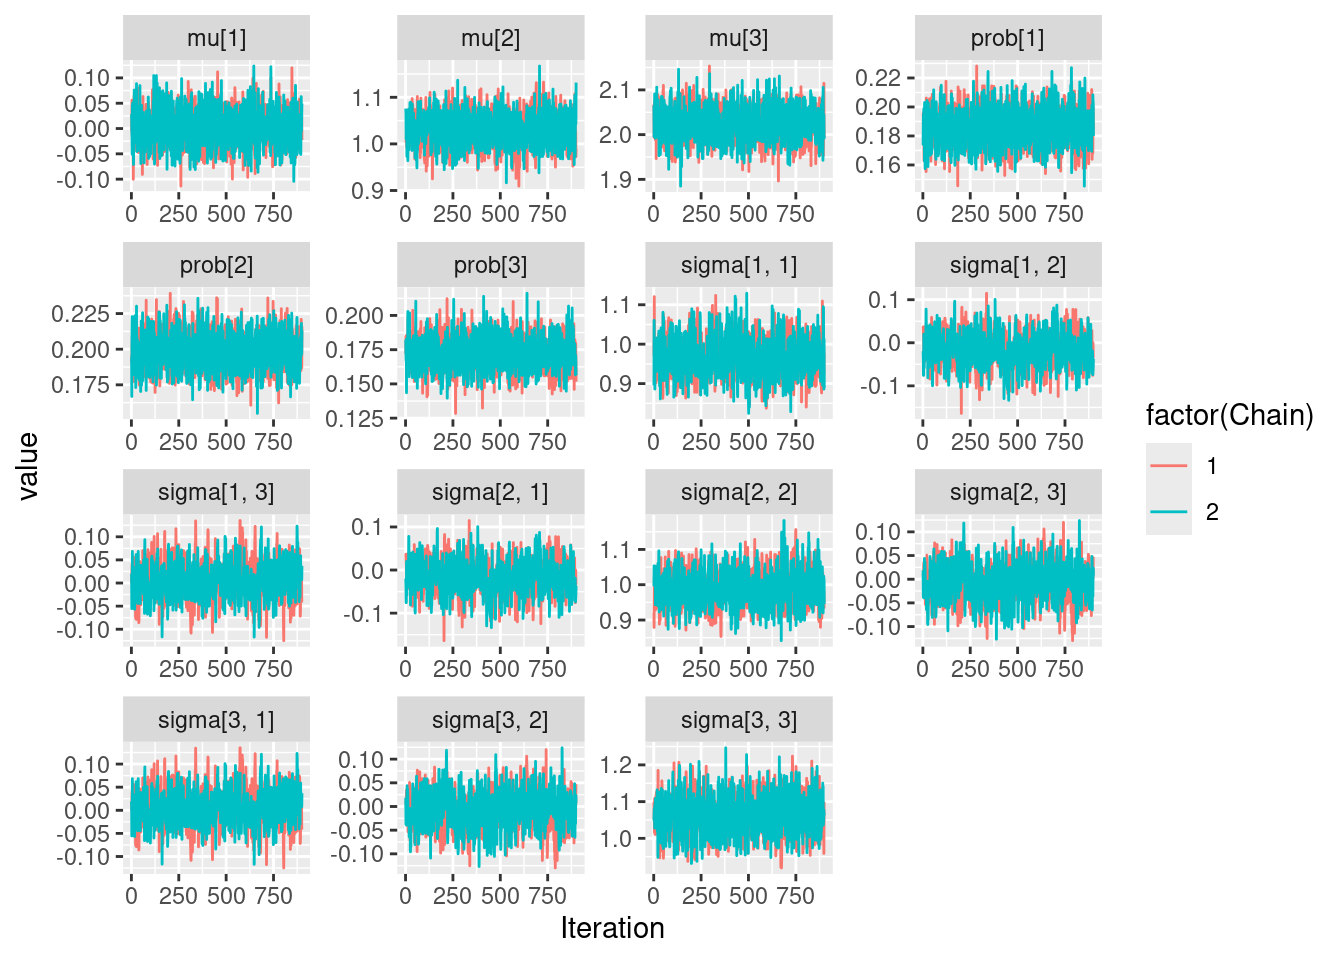 mu[1] mu[2] mu[3] prob[1]
0.10 0.05 0.00 -0.05 -0.10
1.1 1.0 0.9
2.1 2.0 1.9
0.22 0.20 0.18 0.16
0 250 500 750 0 250 500 750 0 250 500 750 0 250 500 750
prob[2] prob[3] sigma[1, 1] sigma[1, 2]
0.225 0.200 0.175
0.200 0.175 0.150 0.125
1.1 1.0 0.9
0.1 0.0 -0.1
0 250 500 750 0 250 500 750 0 250 500 750 0 250 500 750
sigma[1, 3] sigma[2, 1] sigma[2, 2] sigma[2, 3]
0.10 0.05 0.00 -0.05 -0.10
0.1 0.0 -0.1
1.1 1.0 0.9
0.10 0.05 0.00 -0.05 -0.10
0 250 500 750 0 250 500 750 0 250 500 750 0 250 500 750
sigma[3, 1] sigma[3, 2] sigma[3, 3]
0.10 0.05 0.00 -0.05 -0.10
0.10 0.05 0.00 -0.05 -0.10
1.2 1.1 1.0
0 250 500 750 0 250 500 750 0 250 500 750
value
Iteration
factor(Chain)
1
2